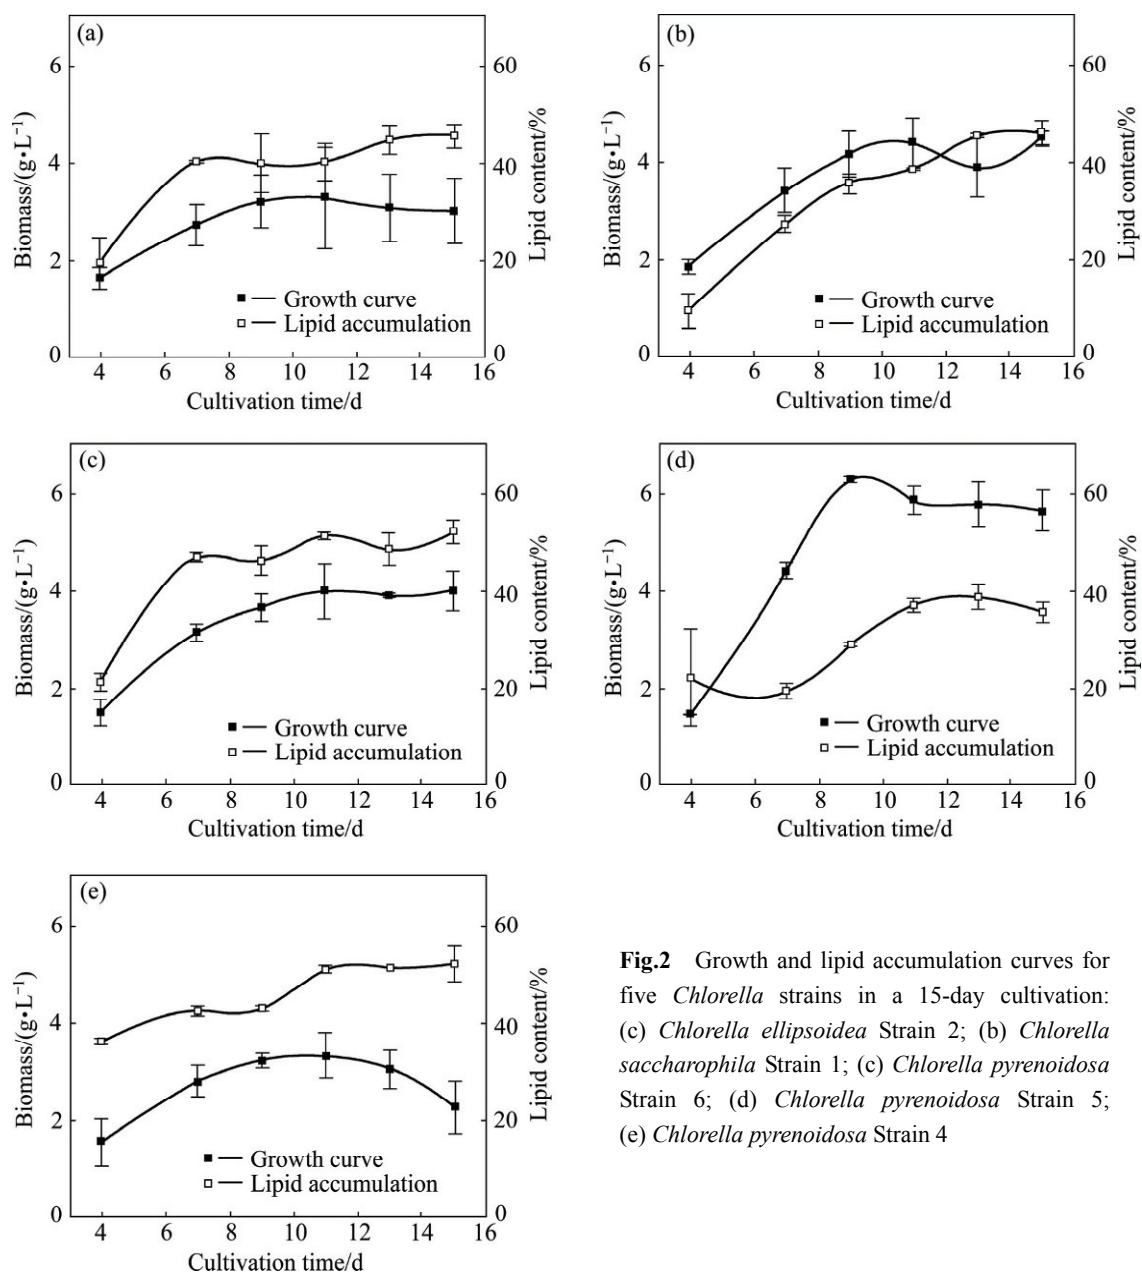 (a)
6
4
2
0
60
40
20
0
Biomass/(g•L−1)
Lipid content/%
Growth curve
Lipid accumulation
4 6 8 10 12 14 16
Cultivation time/d
(b)
6
4
2
0
60
40
20
0
Biomass/(g•L−1)
Lipid content/%
Growth curve
Lipid accumulation
4 6 8 10 12 14 16
Cultivation time/d
(c)
6
4
2
0
60
40
20
0
Biomass/(g•L−1)
Lipid content/%
Growth curve
Lipid accumulation
4 6 8 10 12 14 16
Cultivation time/d
(d)
6
4
2
0
60
40
20
0
Biomass/(g•L−1)
Lipid content/%
Growth curve
Lipid accumulation
4 6 8 10 12 14 16
Cultivation time/d
(e)
6
4
2
0
60
40
20
0
Biomass/(g•L−1)
Lipid content/%
Growth curve
Lipid accumulation
4 6 8 10 12 14 16
Cultivation time/d
Fig.2 Growth and lipid accumulation curves for
five Chlorella strains in a 15-day cultivation:
(c) Chlorella ellipsoidea Strain 2; (b) Chlorella
saccharophila Strain 1; (c) Chlorella pyrenoidosa
Strain 6; (d) Chlorella pyrenoidosa Strain 5;
(e) Chlorella pyrenoidosa Strain 4